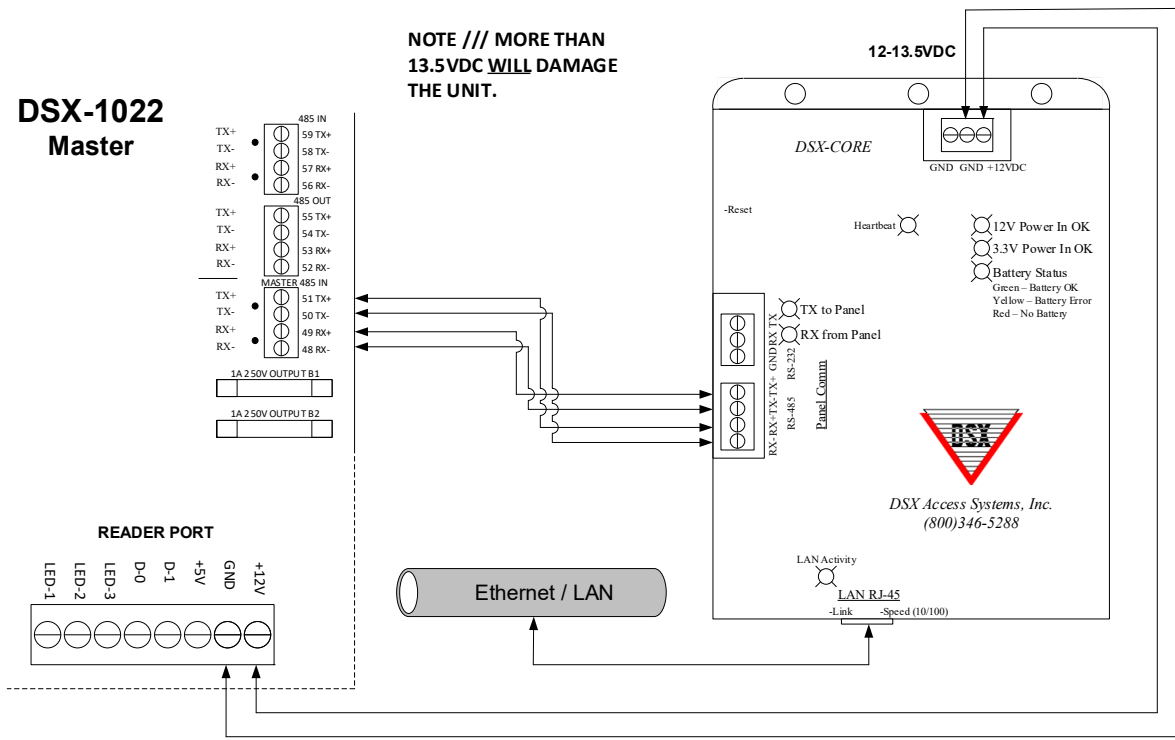 NOTE /// MORE THAN
13.5VDC WILL DAMAGE
THE UNIT.
DSX-1022
Master
485 IN
TX+ 59 TX+
TX- 58 TX-
RX+ 57 RX+
RX- 56 RX-
485 OUT
TX+ 55 TX+
TX- 54 TX-
RX+ 53 RX+
RX- 52 RX-
MASTER 485 IN
TX+ 51 TX+
TX- 50 TX-
RX+ 49 RX+
RX- 48 RX-
1A 250V OUTPUT B1
1A 250V OUTPUT B2
READER PORT
LED-1
LED-2
LED-3
D-0
D-1
+5V
GND
+12V
Ethernet / LAN
12-13.5VDC
DSX-CORE
GND GND +12VDC
-Reset
Heartbeat
12V Power In OK
3.3V Power In OK
Battery Status
Green – Battery OK
Yellow – Battery Error
Red – No Battery
TX to Panel
RX from Panel
RX-RX+TX-TX+ GND RX TX
RS-485 RS-232
Panel Comm
DSX
DSX Access Systems, Inc.
(800)346-5288
LAN Activity
LAN RJ-45
-Link -Speed (10/100)